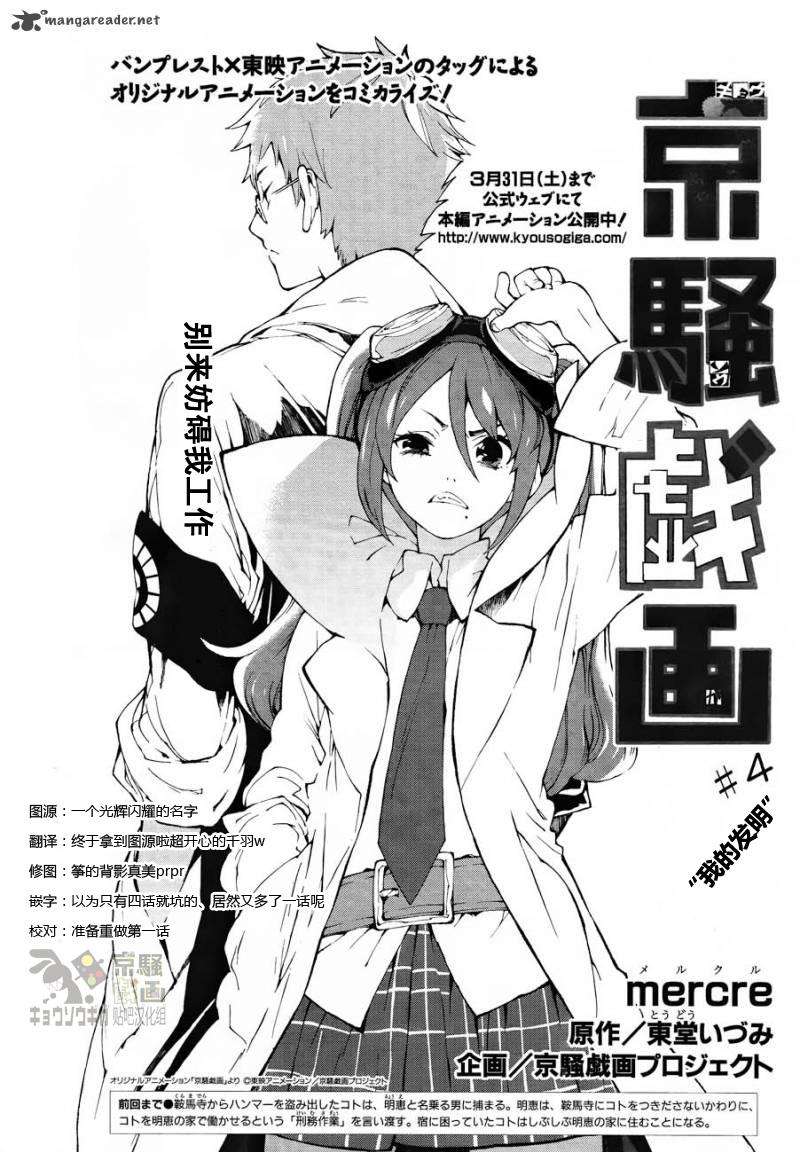 mangareader.net
バンプレスト×東映アニメーションのタッグによる
オリジナルアニメーションをコミカライズ!
3月31日(土)まで
公式ウェブにて
本編アニメーション公開中!
http://www.kyousogiga.com/
京騒戯画
#4
“我的发明”
别来妨碍我工作
图源：一个光辉闪耀的名字
翻译：终于拿到图源啦超开心的千羽w
修图：筝的背影真美prpr
嵌字：以为只有四话就坑的、居然又多了一话呢
校对：准备重做第一话
京騒戯画
キョウソウギガ 贴吧汉化组
メルクル
mercre
とうどう
原作／東堂いづみ
企画／京騒戯画プロジェクト
オリジナルアニメーション「京騒戯画」より ©東映アニメーション／京騒戯画プロジェクト
前回まで●鞍馬寺からハンマーを盗み出したコトは、明恵と名乗る男に捕まる。明恵は、鞍馬寺にコトをつきださないかわりに、
コトを明恵の家で働かせるという「刑務作業」を言い渡す。宿に困っていたコトはしぶしぶ明恵の家に住むことになる。